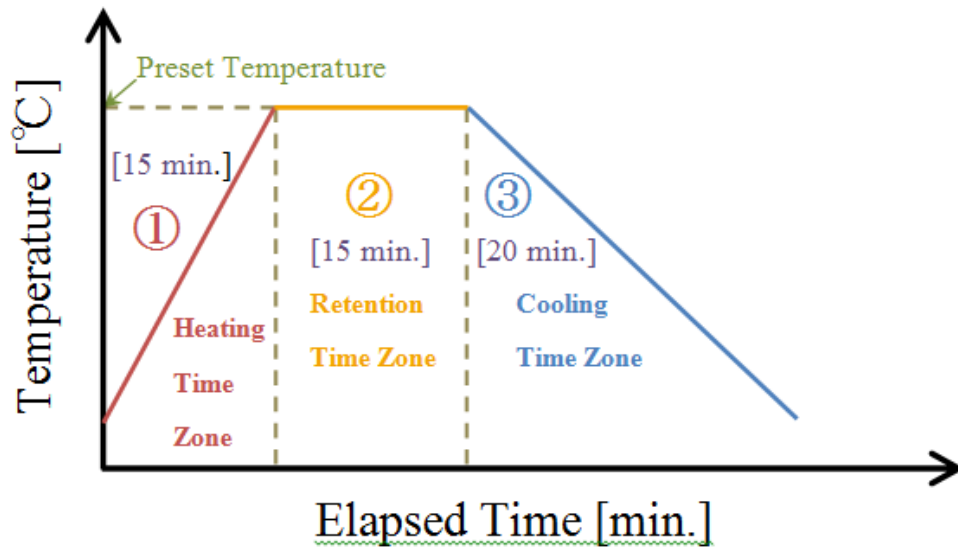 Temperature [℃]
Preset Temperature
[15 min.]
①
Heating
Time
Zone
②
[15 min.]
Retention
Time Zone
③
[20 min.]
Cooling
Time Zone
Elapsed Time [min.]